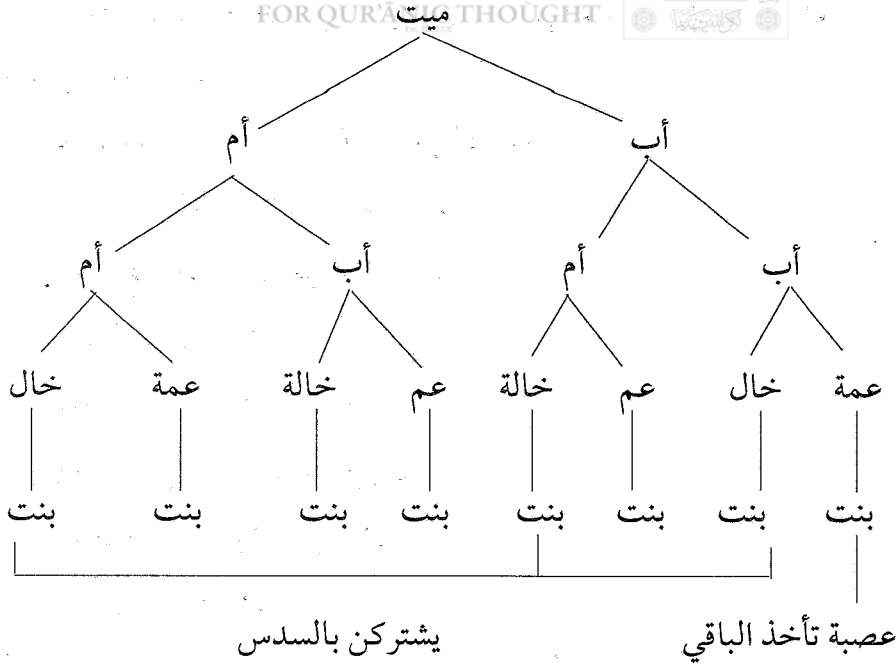 FOR QUR'ĀNIC THOUGHT
ميت
أب أم
أب أم أب أم
عمة خال عم خالة عم خالة عمة خال
بنت بنت بنت بنت بنت بنت بنت بنت
عصبة تأخذ الباقي يشتركن بالسدس